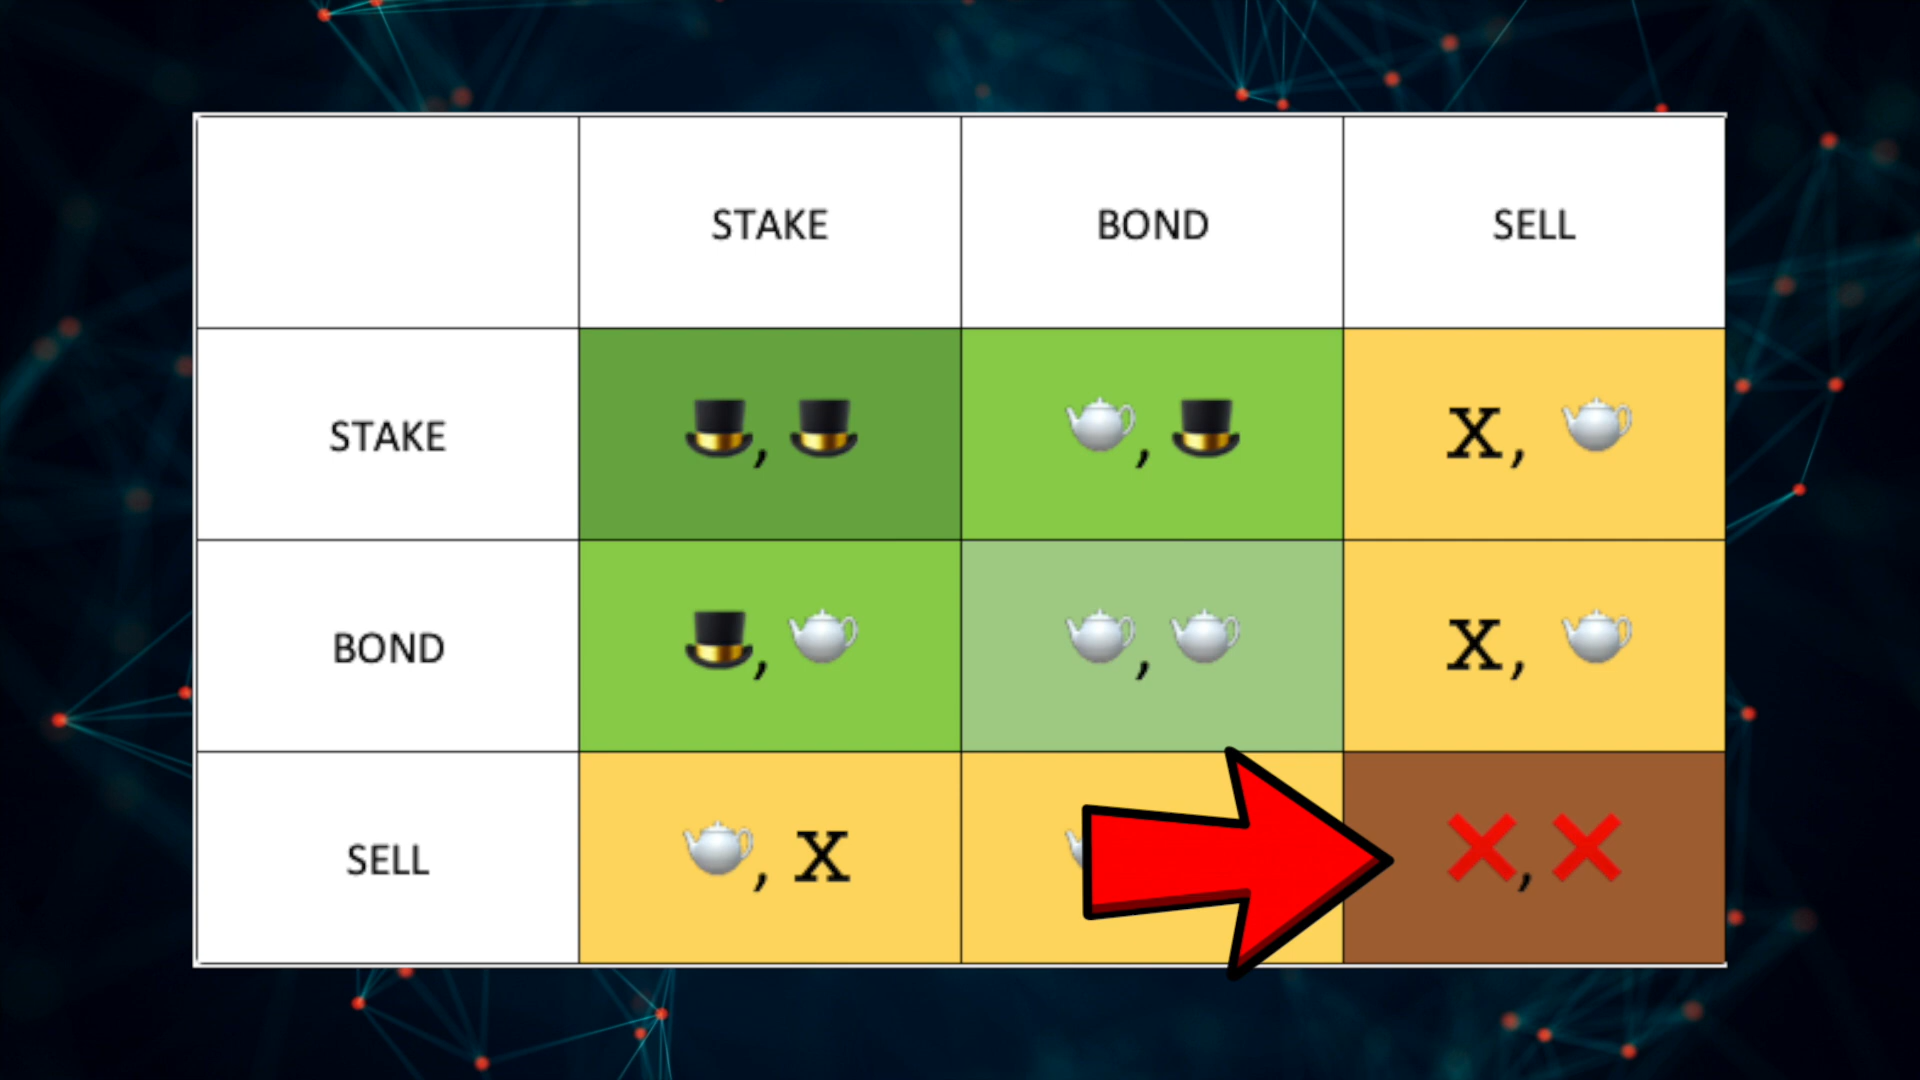 STAKE BOND SELL
STAKE 🎩, 🎩 🫖, 🎩 x, 🫖
BOND 🎩, 🫖 🫖, 🫖 x, 🫖
SELL 🫖, x ❌, ❌